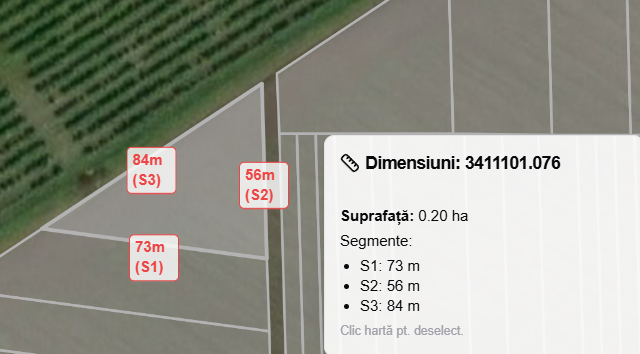 84m
(S3)
56m
(S2)
73m
(S1)
Dimensiuni: 3411101.076
Suprafață: 0.20 ha
Segmente:
• S1: 73 m
• S2: 56 m
• S3: 84 m
Clic hartă pt. deselect.